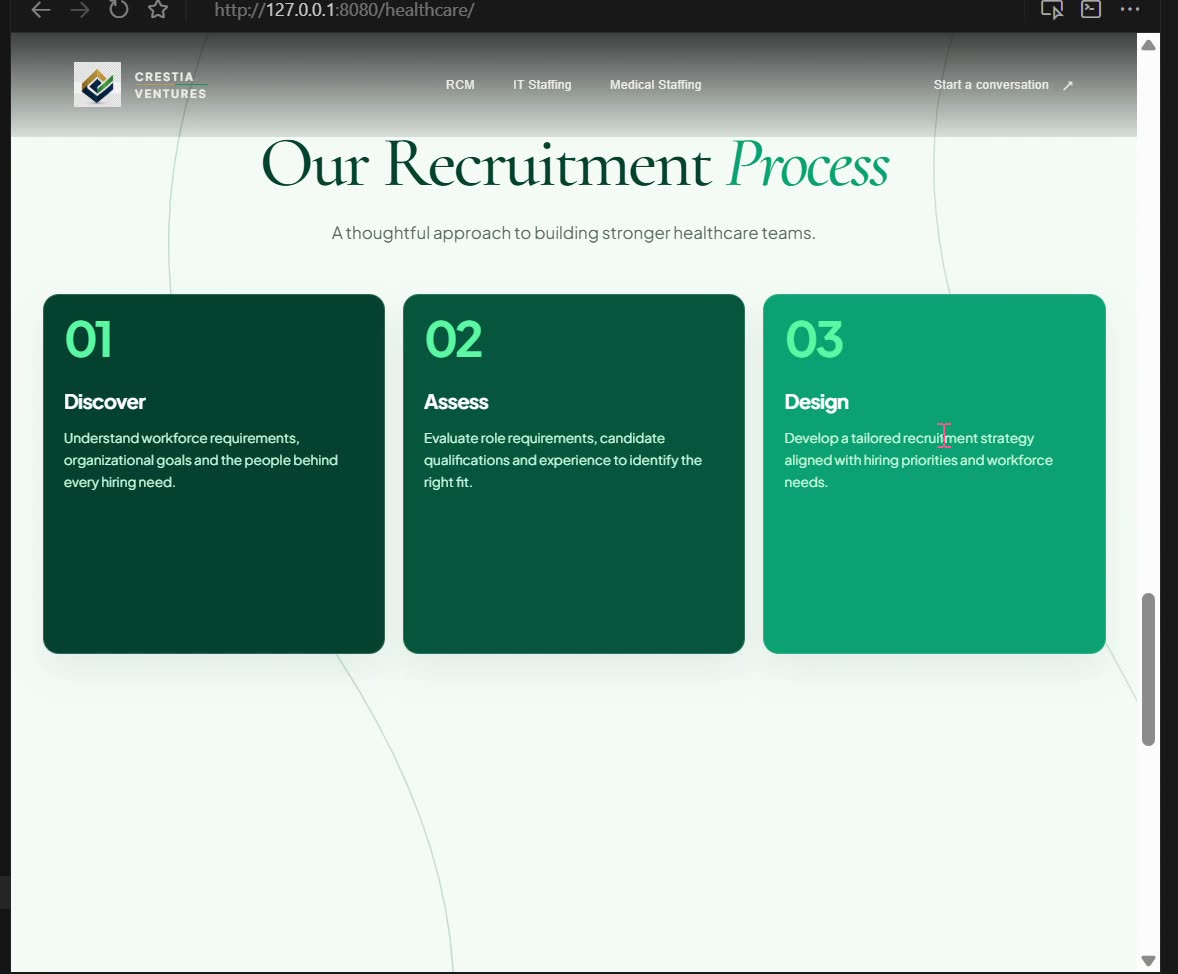 http://127.0.0.1:8080/healthcare/
CRESTIA
VENTURES
RCM
IT Staffing
Medical Staffing
Start a conversation ↗
Our Recruitment Process
A thoughtful approach to building stronger healthcare teams.
01
Discover
Understand workforce requirements,
organizational goals and the people behind
every hiring need.
02
Assess
Evaluate role requirements, candidate
qualifications and experience to identify the
right fit.
03
Design
Develop a tailored recruitment strategy
aligned with hiring priorities and workforce
needs.